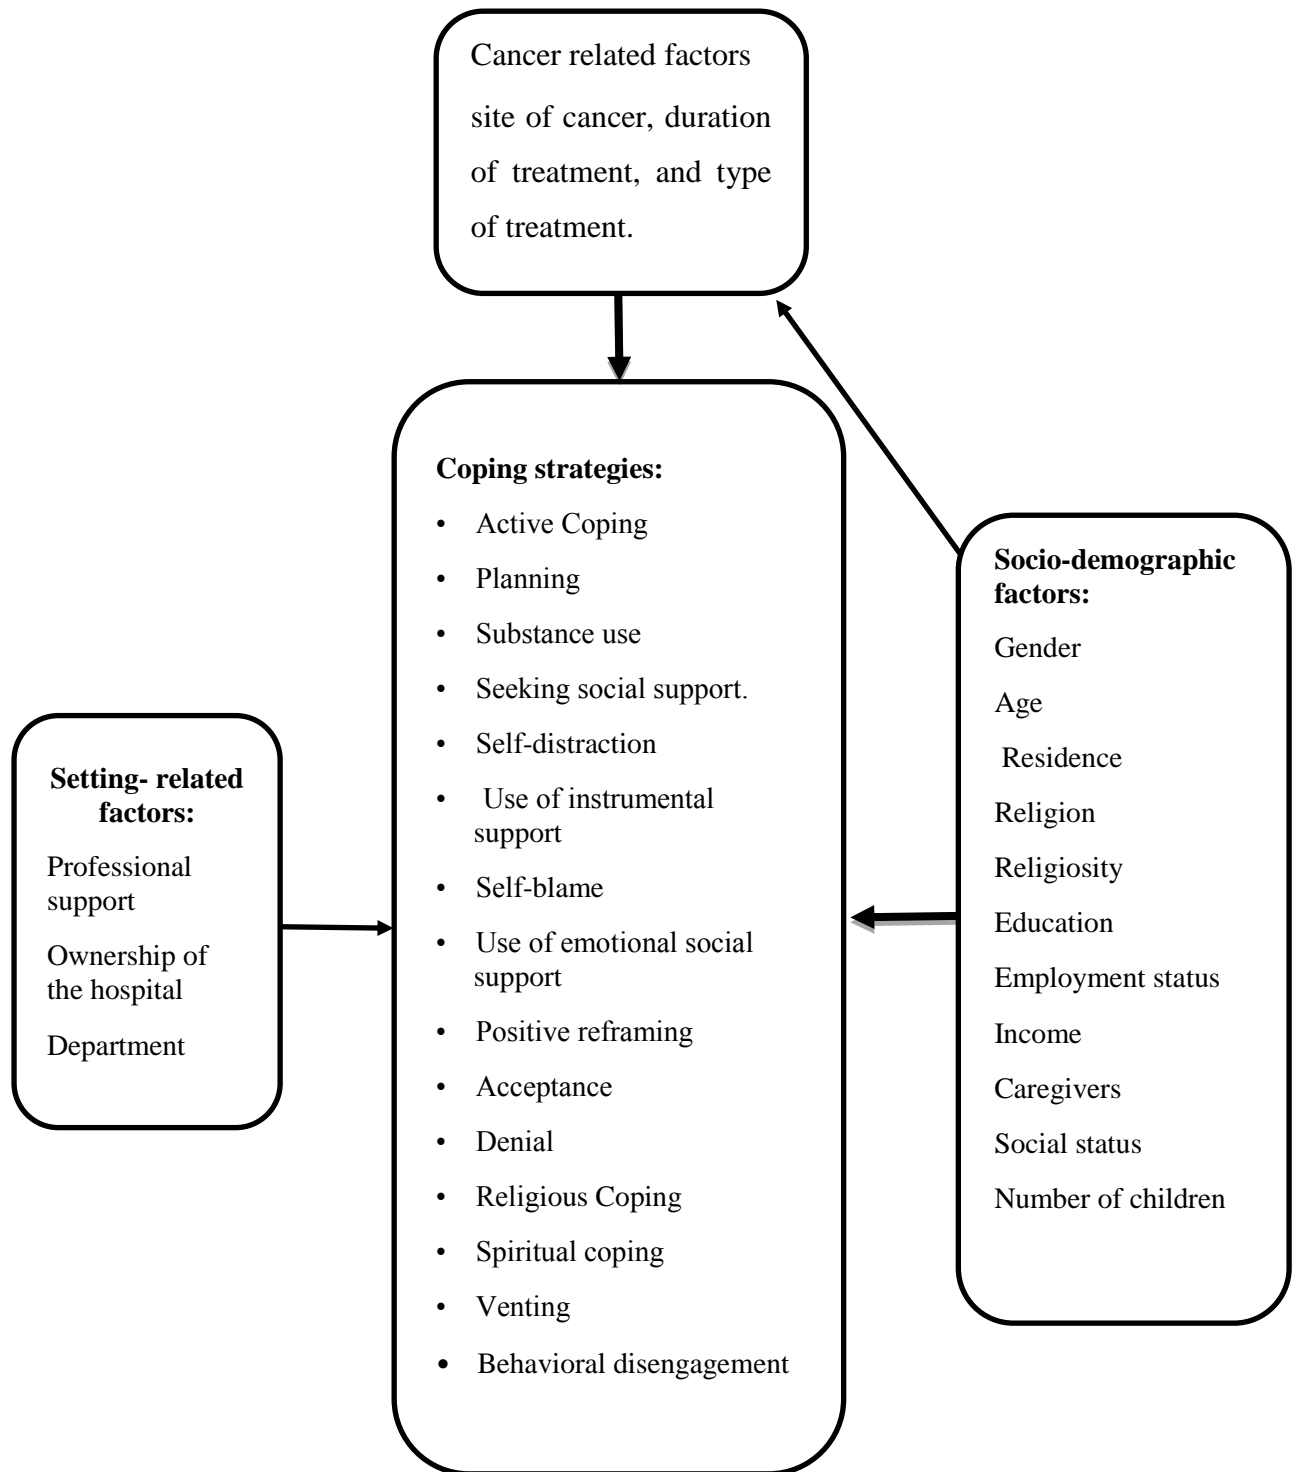 Cancer related factors
site of cancer, duration
of treatment, and type
of treatment.
Coping strategies:
• Active Coping
• Planning
• Substance use
• Seeking social support.
• Self-distraction
• Use of instrumental
support
• Self-blame
• Use of emotional social
support
• Positive reframing
• Acceptance
• Denial
• Religious Coping
• Spiritual coping
• Venting
• Behavioral disengagement
Setting- related
factors:
Professional
support
Ownership of
the hospital
Department
Socio-demographic
factors:
Gender
Age
Residence
Religion
Religiosity
Education
Employment status
Income
Caregivers
Social status
Number of children